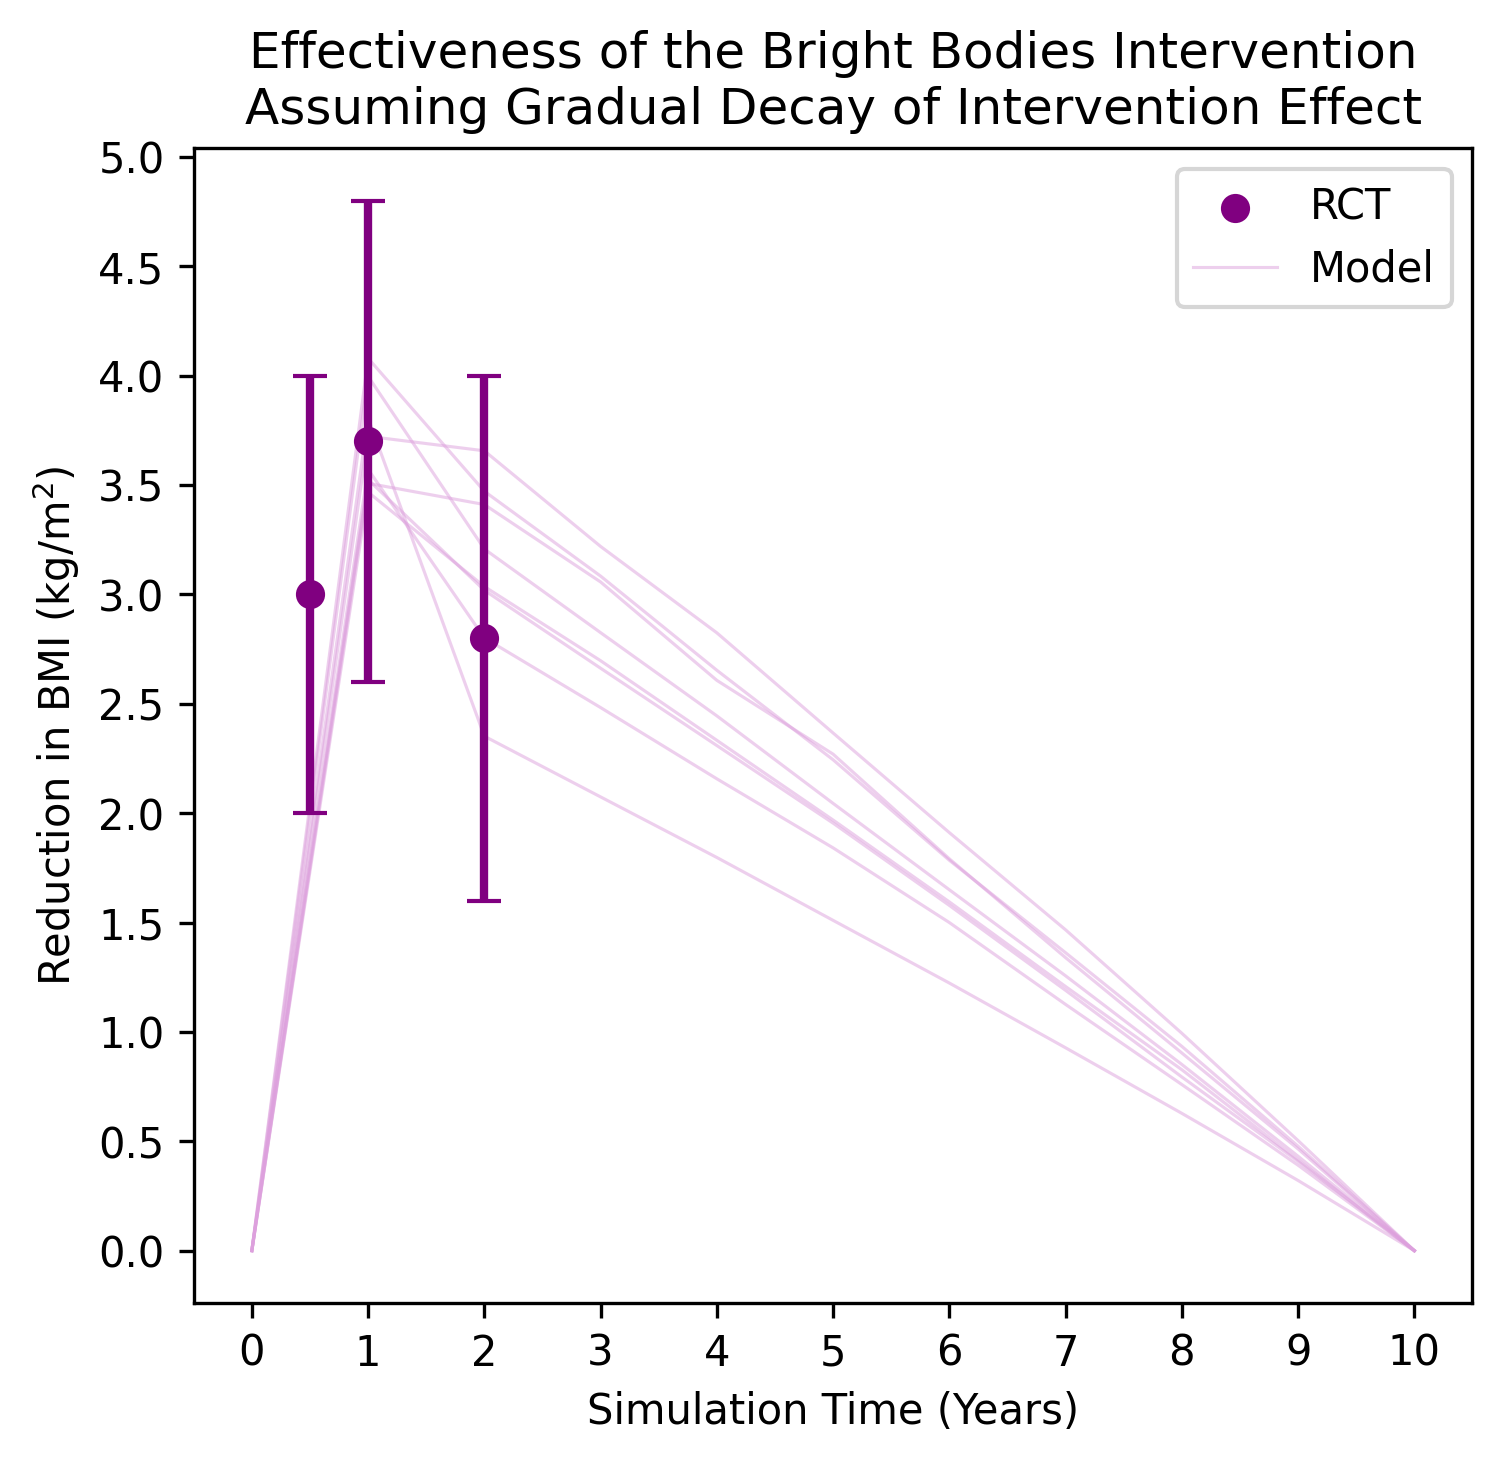 Effectiveness of the Bright Bodies Intervention
Assuming Gradual Decay of Intervention Effect
RCT
Model
Reduction in BMI (kg/m²)
5.0
4.5
4.0
3.5
3.0
2.5
2.0
1.5
1.0
0.5
0.0
0 1 2 3 4 5 6 7 8 9 10
Simulation Time (Years)